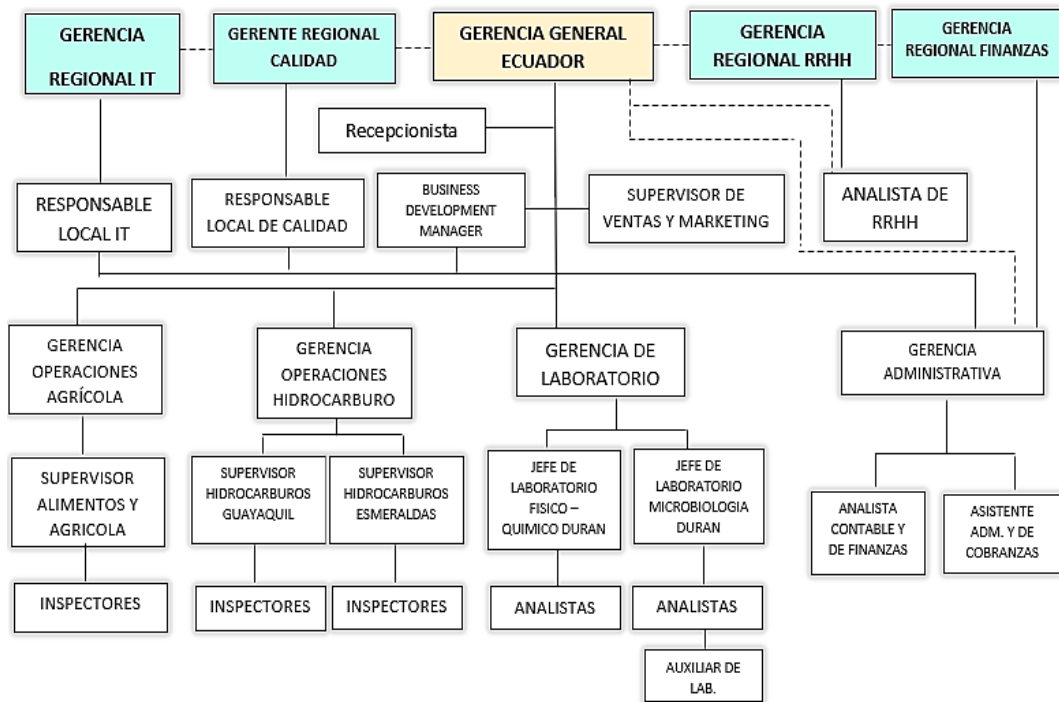 GERENCIA
REGIONAL IT
GERENTE REGIONAL
CALIDAD
GERENCIA GENERAL
ECUADOR
GERENCIA
REGIONAL RRHH
GERENCIA
REGIONAL FINANZAS
Recepcionista
RESPONSABLE
LOCAL IT
RESPONSABLE
LOCAL DE CALIDAD
BUSINESS
DEVELOPMENT
MANAGER
SUPERVISOR DE
VENTAS Y MARKETING
ANALISTA DE
RRHH
GERENCIA
OPERACIONES
AGRÍCOLA
GERENCIA
OPERACIONES
HIDROCARBURO
GERENCIA DE
LABORATORIO
GERENCIA
ADMINISTRATIVA
SUPERVISOR
ALIMENTOS Y
AGRICOLA
SUPERVISOR
HIDROCARBUROS
GUAYAQUIL
SUPERVISOR
HIDROCARBUROS
ESMERALDAS
JEFE DE
LABORATORIO
FISICO –
QUIMICO DURAN
JEFE DE
LABORATORIO
MICROBIOLOGIA
DURAN
ANALISTA
CONTABLE Y
DE FINANZAS
ASISTENTE
ADM. Y DE
COBRANZAS
INSPECTORES
INSPECTORES
INSPECTORES
ANALISTAS
ANALISTAS
AUXILIAR DE
LAB.